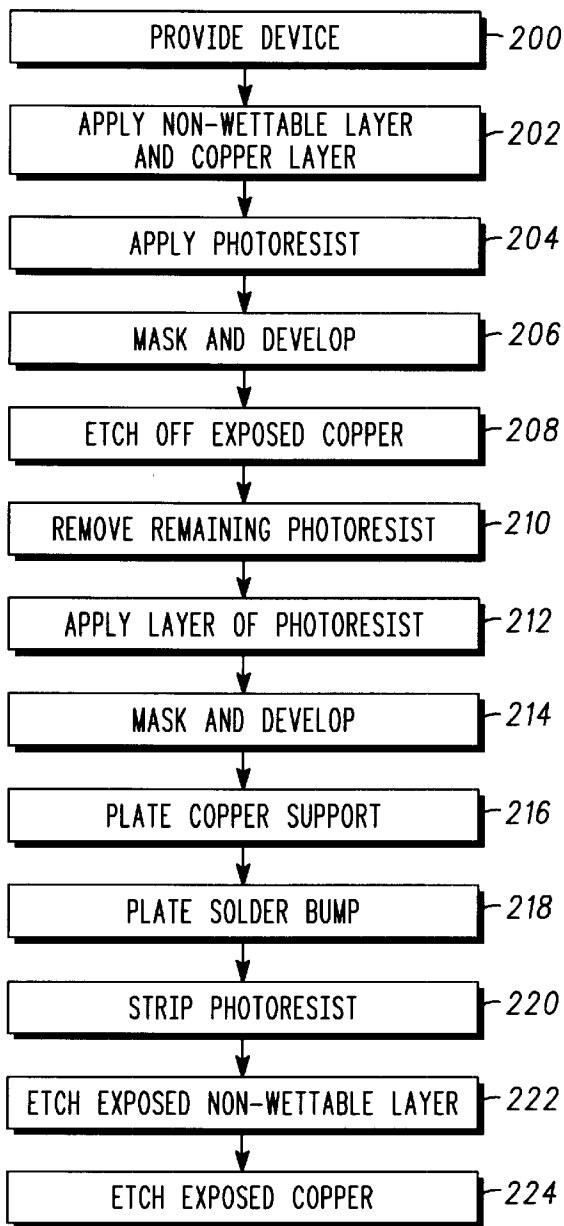 PROVIDE DEVICE 200
APPLY NON-WETTABLE LAYER
AND COPPER LAYER 202
APPLY PHOTORESIST 204
MASK AND DEVELOP 206
ETCH OFF EXPOSED COPPER 208
REMOVE REMAINING PHOTORESIST 210
APPLY LAYER OF PHOTORESIST 212
MASK AND DEVELOP 214
PLATE COPPER SUPPORT 216
PLATE SOLDER BUMP 218
STRIP PHOTORESIST 220
ETCH EXPOSED NON-WETTABLE LAYER 222
ETCH EXPOSED COPPER 224